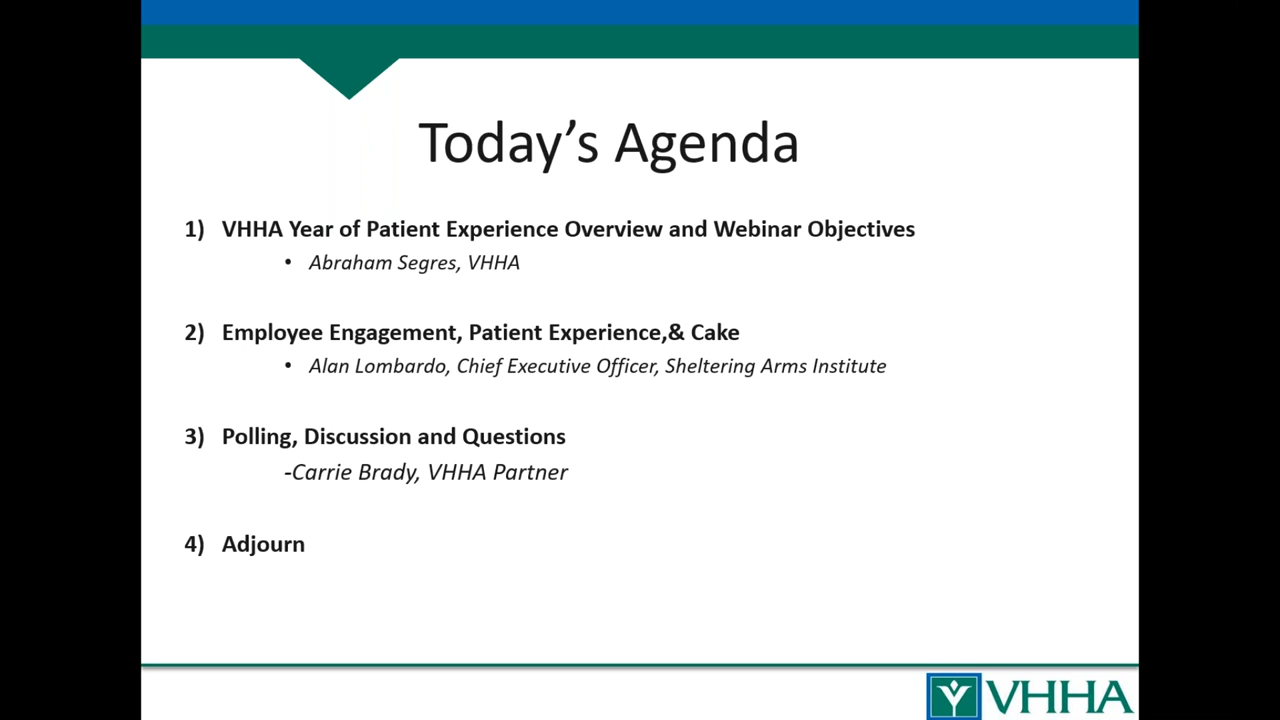 Today’s Agenda
1) VHHA Year of Patient Experience Overview and Webinar Objectives
• Abraham Segres, VHHA
2) Employee Engagement, Patient Experience,& Cake
• Alan Lombardo, Chief Executive Officer, Sheltering Arms Institute
3) Polling, Discussion and Questions
-Carrie Brady, VHHA Partner
4) Adjourn
VHHA